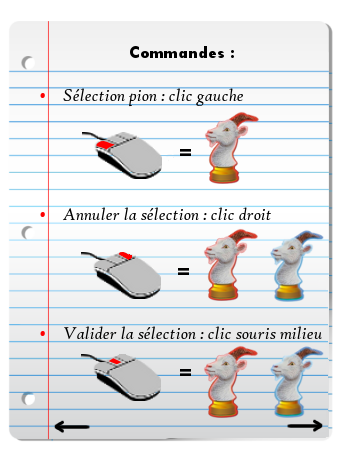 Commandes :
• Sélection pion : clic gauche
=
• Annuler la sélection : clic droit
=
• Valider la sélection : clic souris milieu
=